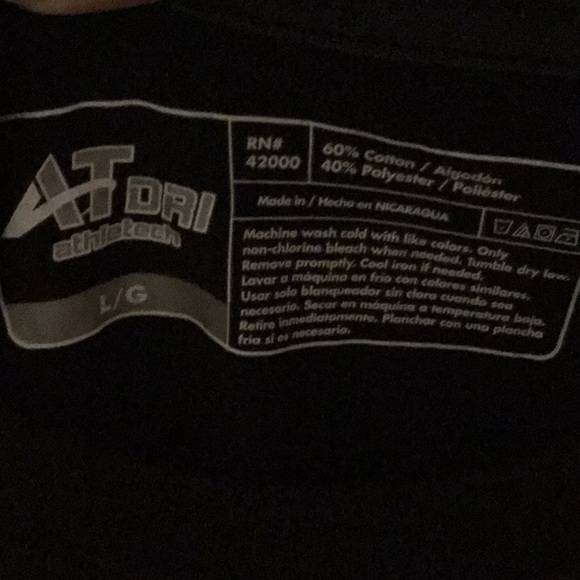 AT DRI
athletech
L/G
RN#
42000
60% Cotton / Algodón
40% Polyester / Poliéster
Made in / Hecho en NICARAGUA
Machine wash cold with like colors. Only
non-chlorine bleach when needed. Tumble dry low.
Remove promptly. Cool iron if needed.
Lavar a máquina en frío con colores similares.
Usar solo blanqueador sin cloro cuando sea
necesario. Secar en máquina a temperatura baja.
Retire inmediatamente. Planchar con una plancha
fría si es necesario.